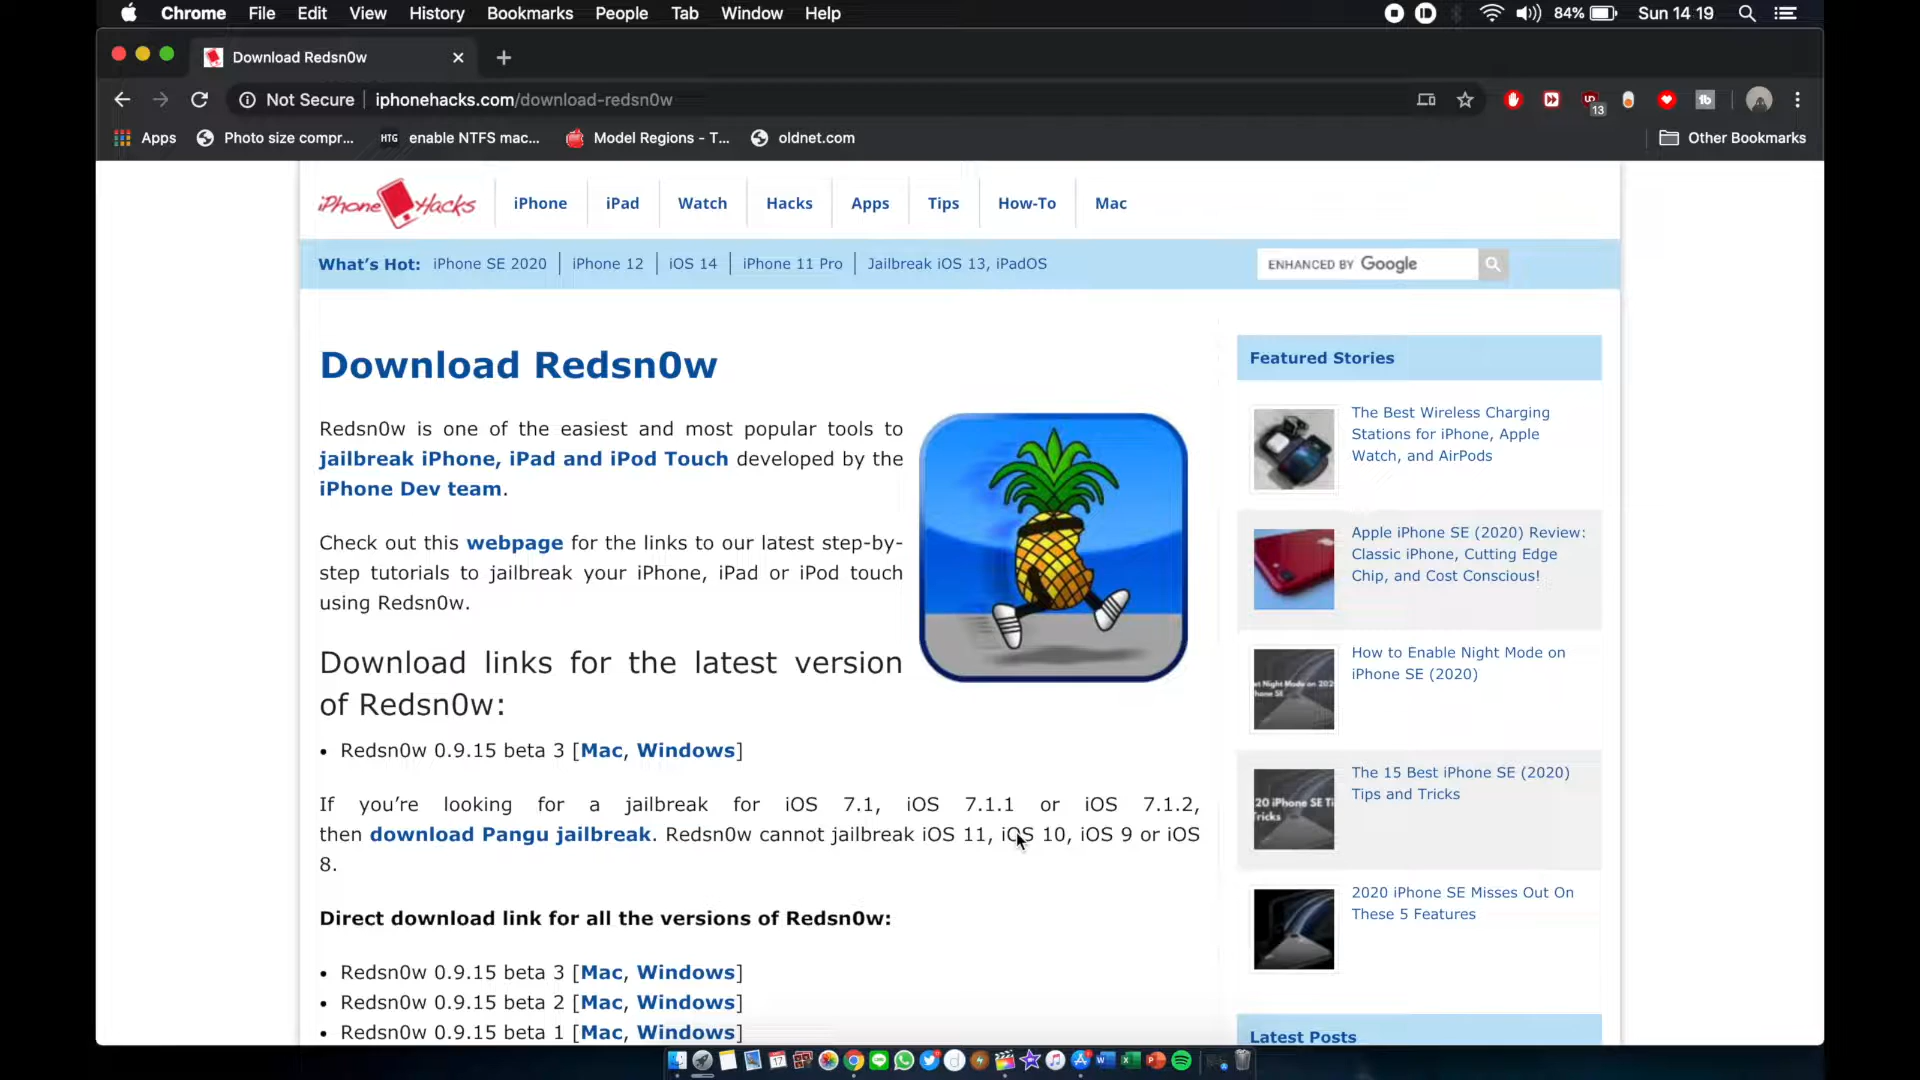 Chrome File Edit View History Bookmarks People Tab Window Help 84% Sun 14 19
Download Redsn0w
Not Secure iphonehacks.com/download-redsn0w 13
Apps Photo size compr... HTG enable NTFS mac... Model Regions - T... oldnet.com Other Bookmarks
iPhone Hacks iPhone iPad Watch Hacks Apps Tips How-To Mac
What's Hot: iPhone SE 2020 iPhone 12 iOS 14 iPhone 11 Pro Jailbreak iOS 13, iPadOS ENHANCED BY Google
Download Redsn0w
Redsn0w is one of the easiest and most popular tools to
jailbreak iPhone, iPad and iPod Touch developed by the
iPhone Dev team.
Check out this webpage for the links to our latest step-by-
step tutorials to jailbreak your iPhone, iPad or iPod touch
using Redsn0w.
Download links for the latest version
of Redsn0w:
• Redsn0w 0.9.15 beta 3 [Mac, Windows]
If you're looking for a jailbreak for iOS 7.1, iOS 7.1.1 or iOS 7.1.2,
then download Pangu jailbreak. Redsn0w cannot jailbreak iOS 11, iOS 10, iOS 9 or iOS
8.
Direct download link for all the versions of Redsn0w:
• Redsn0w 0.9.15 beta 3 [Mac, Windows]
• Redsn0w 0.9.15 beta 2 [Mac, Windows]
• Redsn0w 0.9.15 beta 1 [Mac, Windows]
Featured Stories
The Best Wireless Charging
Stations for iPhone, Apple
Watch, and AirPods
Apple iPhone SE (2020) Review:
Classic iPhone, Cutting Edge
Chip, and Cost Conscious!
How to Enable Night Mode on
iPhone SE (2020)
The 15 Best iPhone SE (2020)
Tips and Tricks
2020 iPhone SE Misses Out On
These 5 Features
Latest Posts